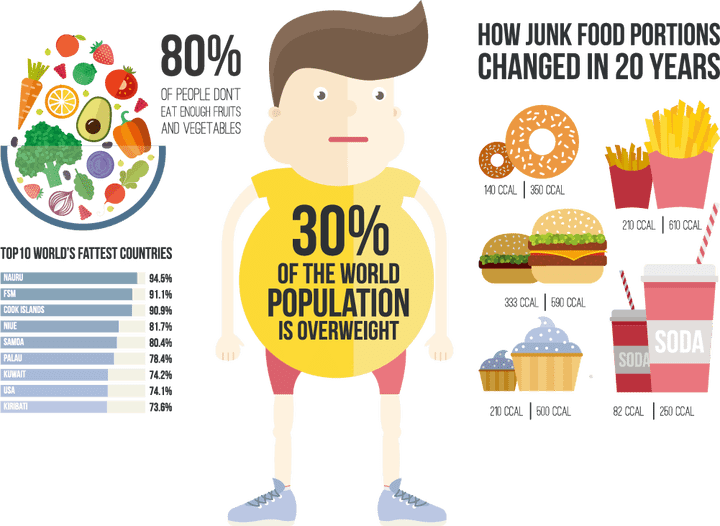 80%
OF PEOPLE DON'T
EAT ENOUGH FRUITS
AND VEGETABLES
TOP 10 WORLD'S FATTEST COUNTRIES
NAURU 94.5%
FSM 91.1%
COOK ISLANDS 90.9%
NIUE 81.7%
SAMOA 80.4%
PALAU 78.4%
KUWAIT 74.2%
USA 74.1%
KIRIBATI 73.6%
30%
OF THE WORLD
POPULATION
IS OVERWEIGHT
HOW JUNK FOOD PORTIONS
CHANGED IN 20 YEARS
140 CCAL | 350 CCAL
210 CCAL | 610 CCAL
333 CCAL | 590 CCAL
SODA
SODA
210 CCAL | 500 CCAL
82 CCAL | 250 CCAL